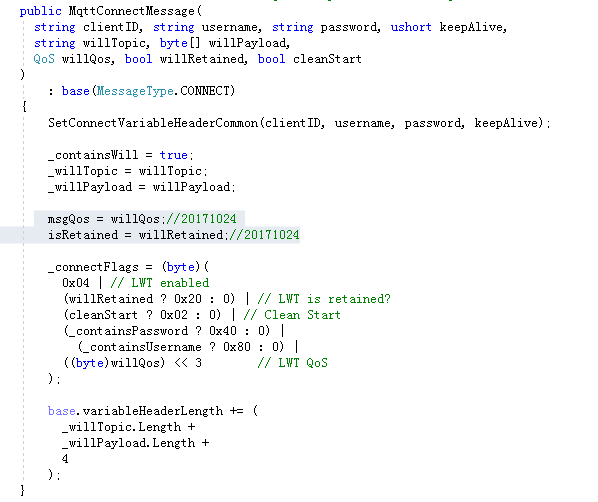 public MqttConnectMessage(
string clientID, string username, string password, ushort keepAlive,
string willTopic, byte[] willPayload,
QoS willQos, bool willRetained, bool cleanStart
)
: base(MessageType.CONNECT)
{
SetConnectVariableHeaderCommon(clientID, username, password, keepAlive);
_containsWill = true;
_willTopic = willTopic;
_willPayload = willPayload;
msgQos = willQos;//20171024
isRetained = willRetained;//20171024
_connectFlags = (byte)(
0x04 | // LWT enabled
(willRetained ? 0x20 : 0) | // LWT is retained?
(cleanStart ? 0x02 : 0) | // Clean Start
(_containsPassword ? 0x40 : 0) |
(_containsUsername ? 0x80 : 0) |
((byte)willQos) << 3 // LWT QoS
);
base.variableHeaderLength += (
_willTopic.Length +
_willPayload.Length +
4
);
}